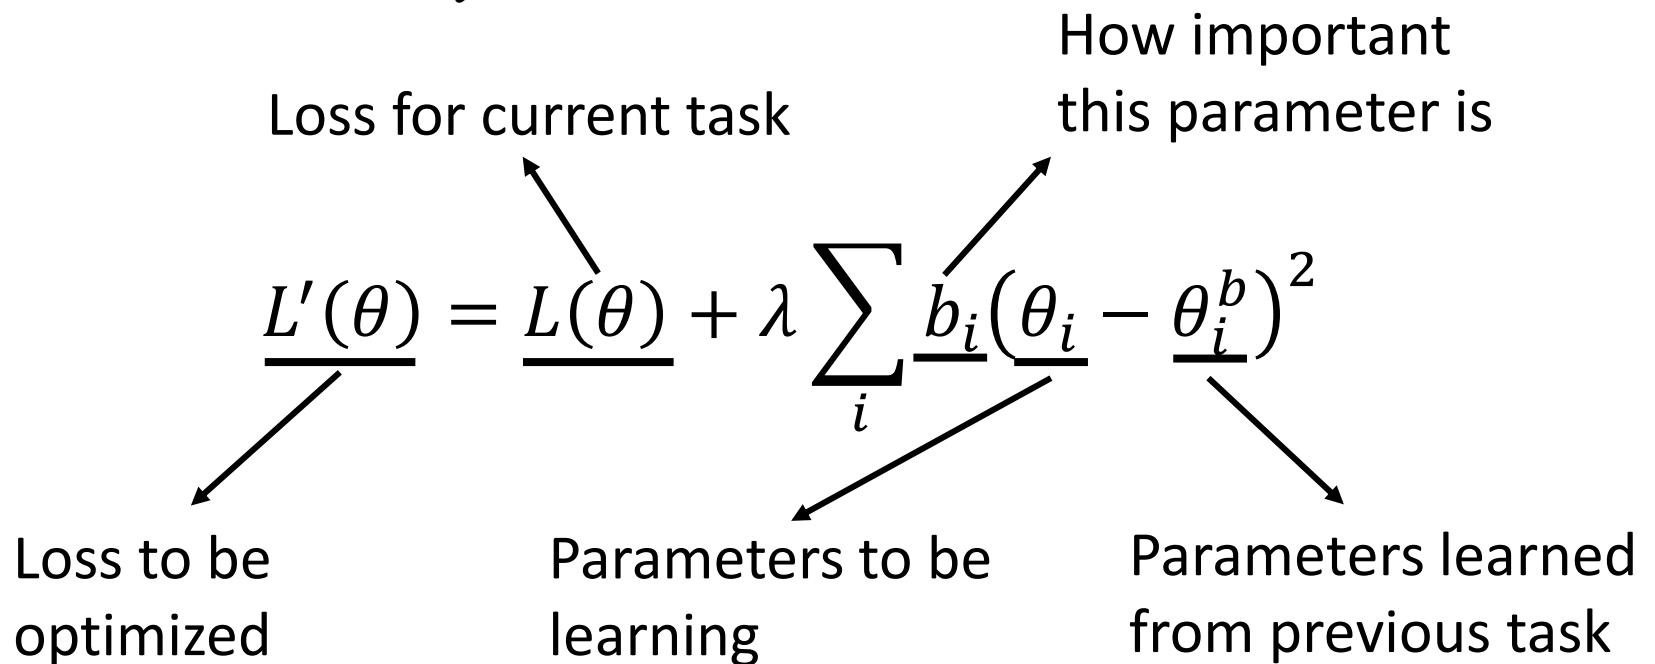 How important
this parameter is
Loss for current task
L′(θ) = L(θ) + λ ∑_i b_i(θ_i − θ_i^b)^2
Loss to be
optimized
Parameters to be
learning
Parameters learned
from previous task